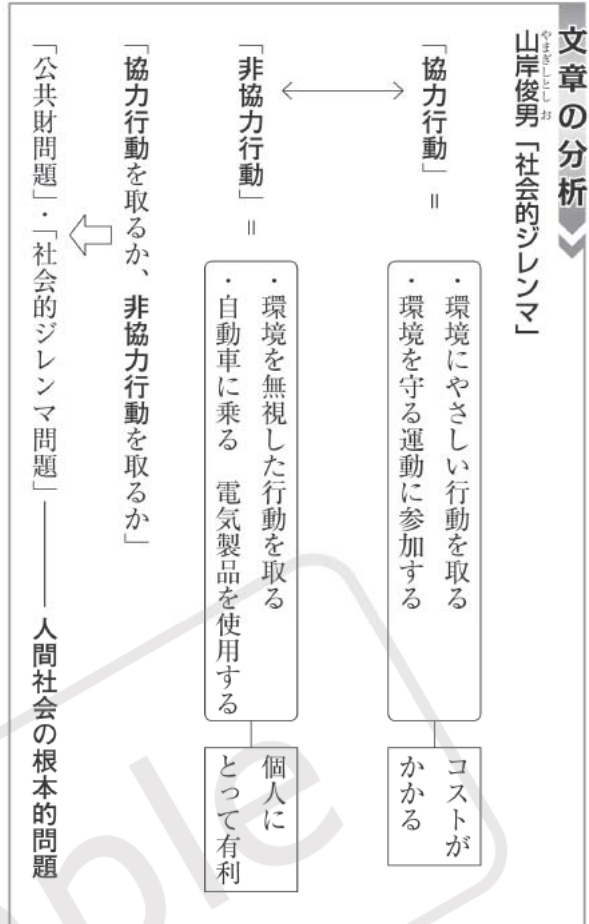 文章の分析
山岸俊男「社会的ジレンマ」
やまぎしとしお
「協力行動」＝
・環境にやさしい行動を取る
・環境を守る運動に参加する
コストが
かかる
「非協力行動」＝
・環境を無視した行動を取る
・自動車に乗る　電気製品を使用する
個人に
とって有利
「協力行動を取るか、非協力行動を取るか」
「公共財問題」・「社会的ジレンマ問題」――人間社会の根本的問題